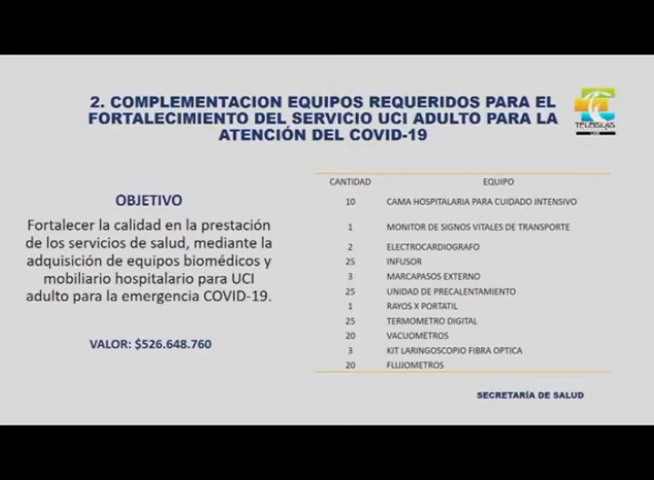 2. COMPLEMENTACION EQUIPOS REQUERIDOS PARA EL
FORTALECIMIENTO DEL SERVICIO UCI ADULTO PARA LA
ATENCIÓN DEL COVID-19
TELEISLAS
OBJETIVO
Fortalecer la calidad en la prestación
de los servicios de salud, mediante la
adquisición de equipos biomédicos y
mobiliario hospitalario para UCI
adulto para la emergencia COVID-19.
VALOR: $526.648.760
CANTIDAD EQUIPO
10 CAMA HOSPITALARIA PARA CUIDADO INTENSIVO
1 MONITOR DE SIGNOS VITALES DE TRANSPORTE
2 ELECTROCARDIOGRAFO
25 INFUSOR
3 MARCAPASOS EXTERNO
25 UNIDAD DE PRECALENTAMIENTO
1 RAYOS X PORTATIL
25 TERMOMETRO DIGITAL
20 VACUOMETROS
3 KIT LARINGOSCOPIO FIBRA OPTICA
20 FLUJOMETROS
SECRETARÍA DE SALUD